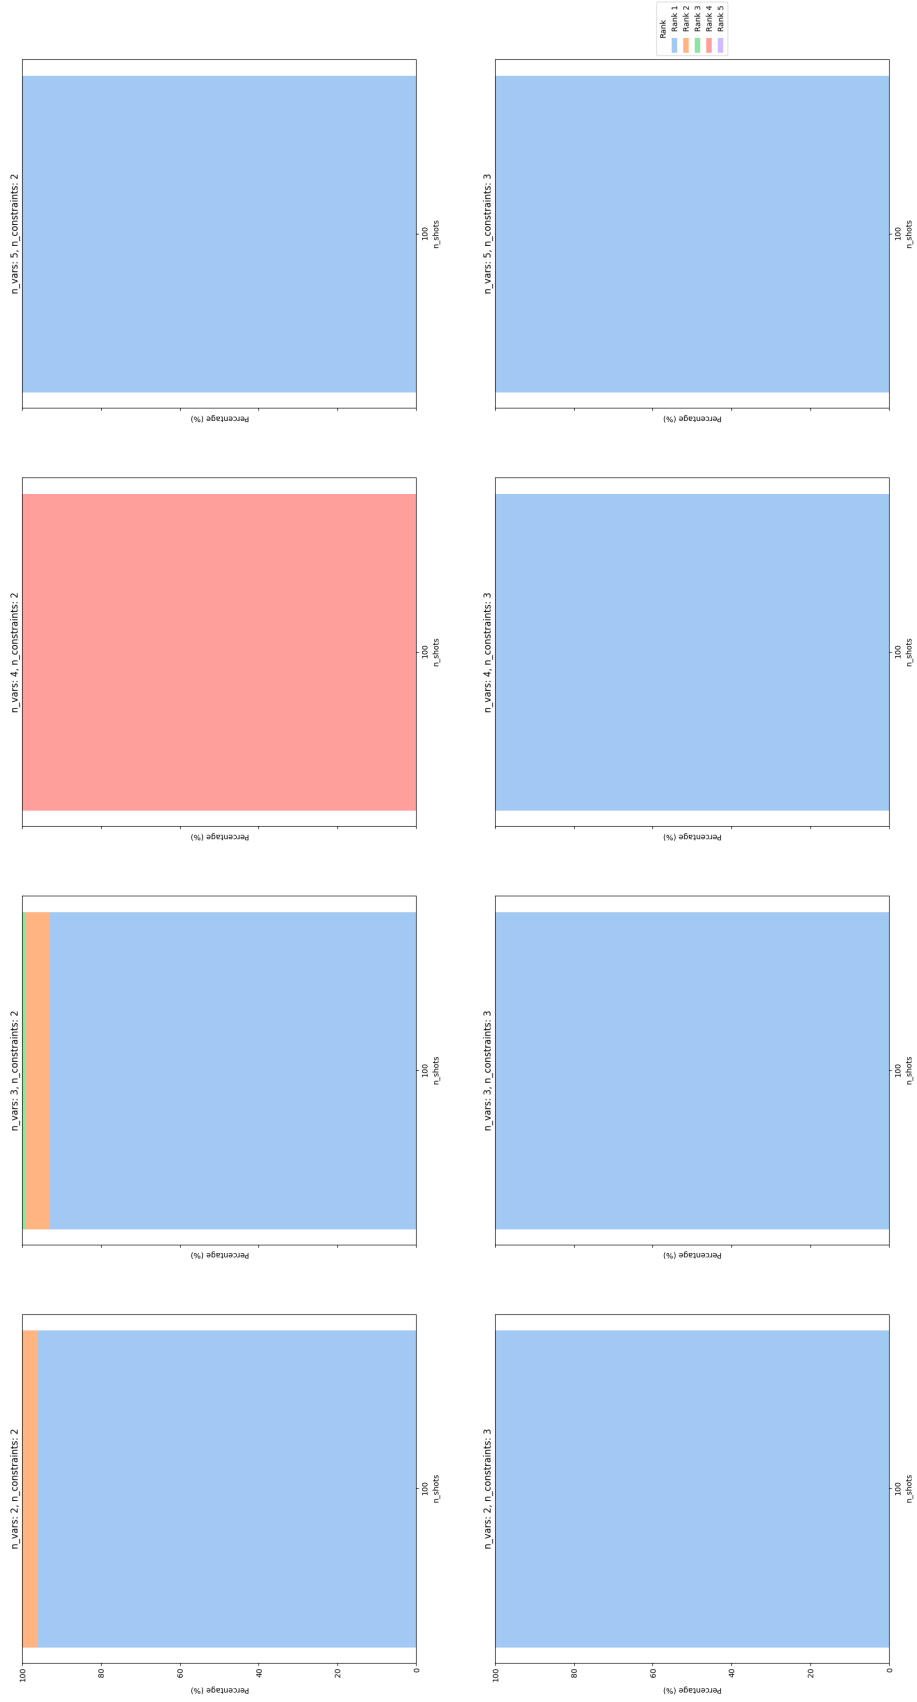 n_vars: 2, n_constraints: 2
Percentage (%)
100
80
60
40
20
0
100
n_shots
n_vars: 3, n_constraints: 2
Percentage (%)
100
n_shots
n_vars: 4, n_constraints: 2
Percentage (%)
100
n_shots
n_vars: 5, n_constraints: 2
Percentage (%)
100
n_shots
n_vars: 2, n_constraints: 3
Percentage (%)
100
80
60
40
20
0
100
n_shots
n_vars: 3, n_constraints: 3
Percentage (%)
100
n_shots
n_vars: 4, n_constraints: 3
Percentage (%)
100
n_shots
n_vars: 5, n_constraints: 3
Percentage (%)
100
n_shots
Rank
Rank 1
Rank 2
Rank 3
Rank 4
Rank 5